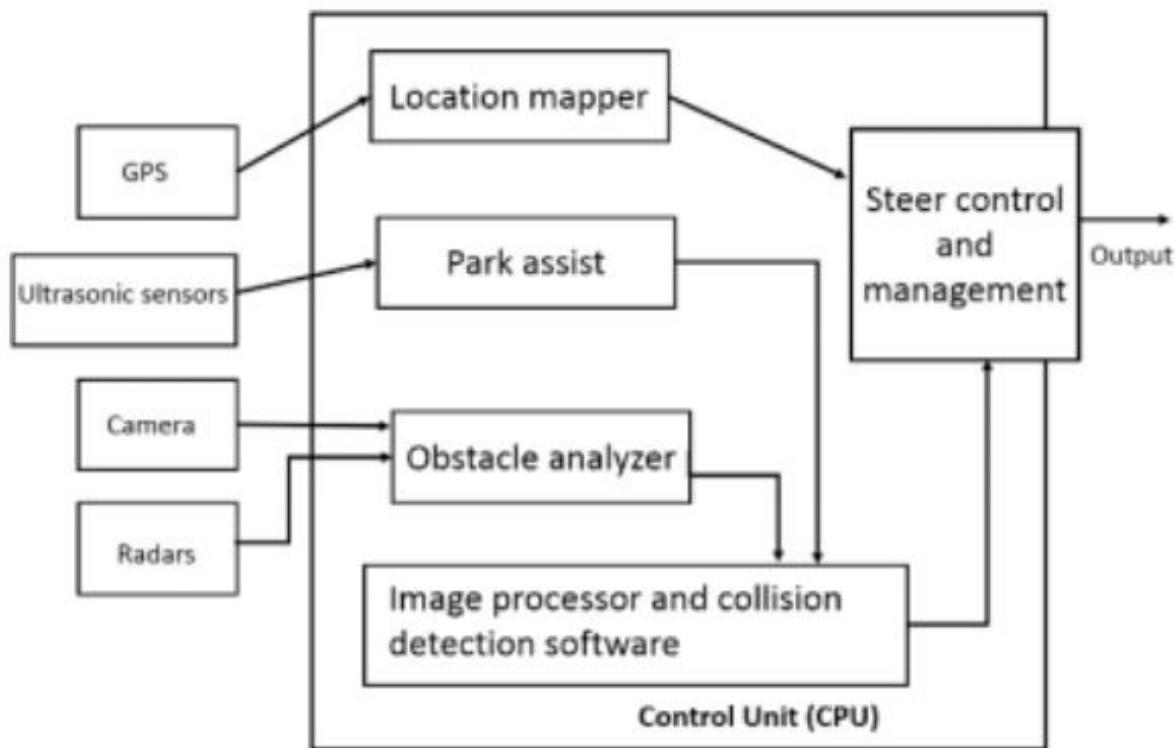 Location mapper
GPS
Steer control
and
management
Output
Park assist
Ultrasonic sensors
Camera
Obstacle analyzer
Radars
Image processor and collision
detection software
Control Unit (CPU)